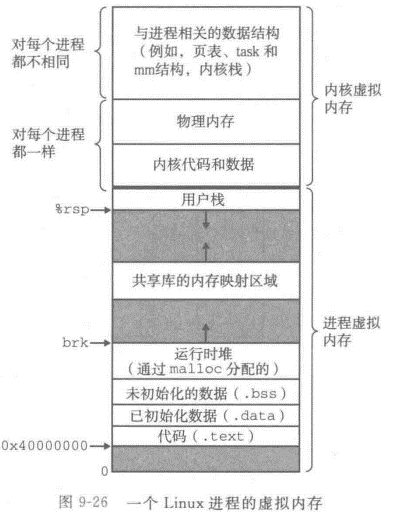 对每个进程
都不相同
与进程相关的数据结构
(例如，页表、task 和
mm结构，内核栈)
内核虚拟
内存
对每个进程
都一样
物理内存
内核代码和数据
%rsp
用户栈
共享库的内存映射区域
进程虚拟
内存
brk
运行时堆
(通过 malloc 分配的)
未初始化的数据 (.bss)
已初始化数据 (.data)
代码 (.text)
0x40000000
0
图 9-26 一个 Linux 进程的虚拟内存